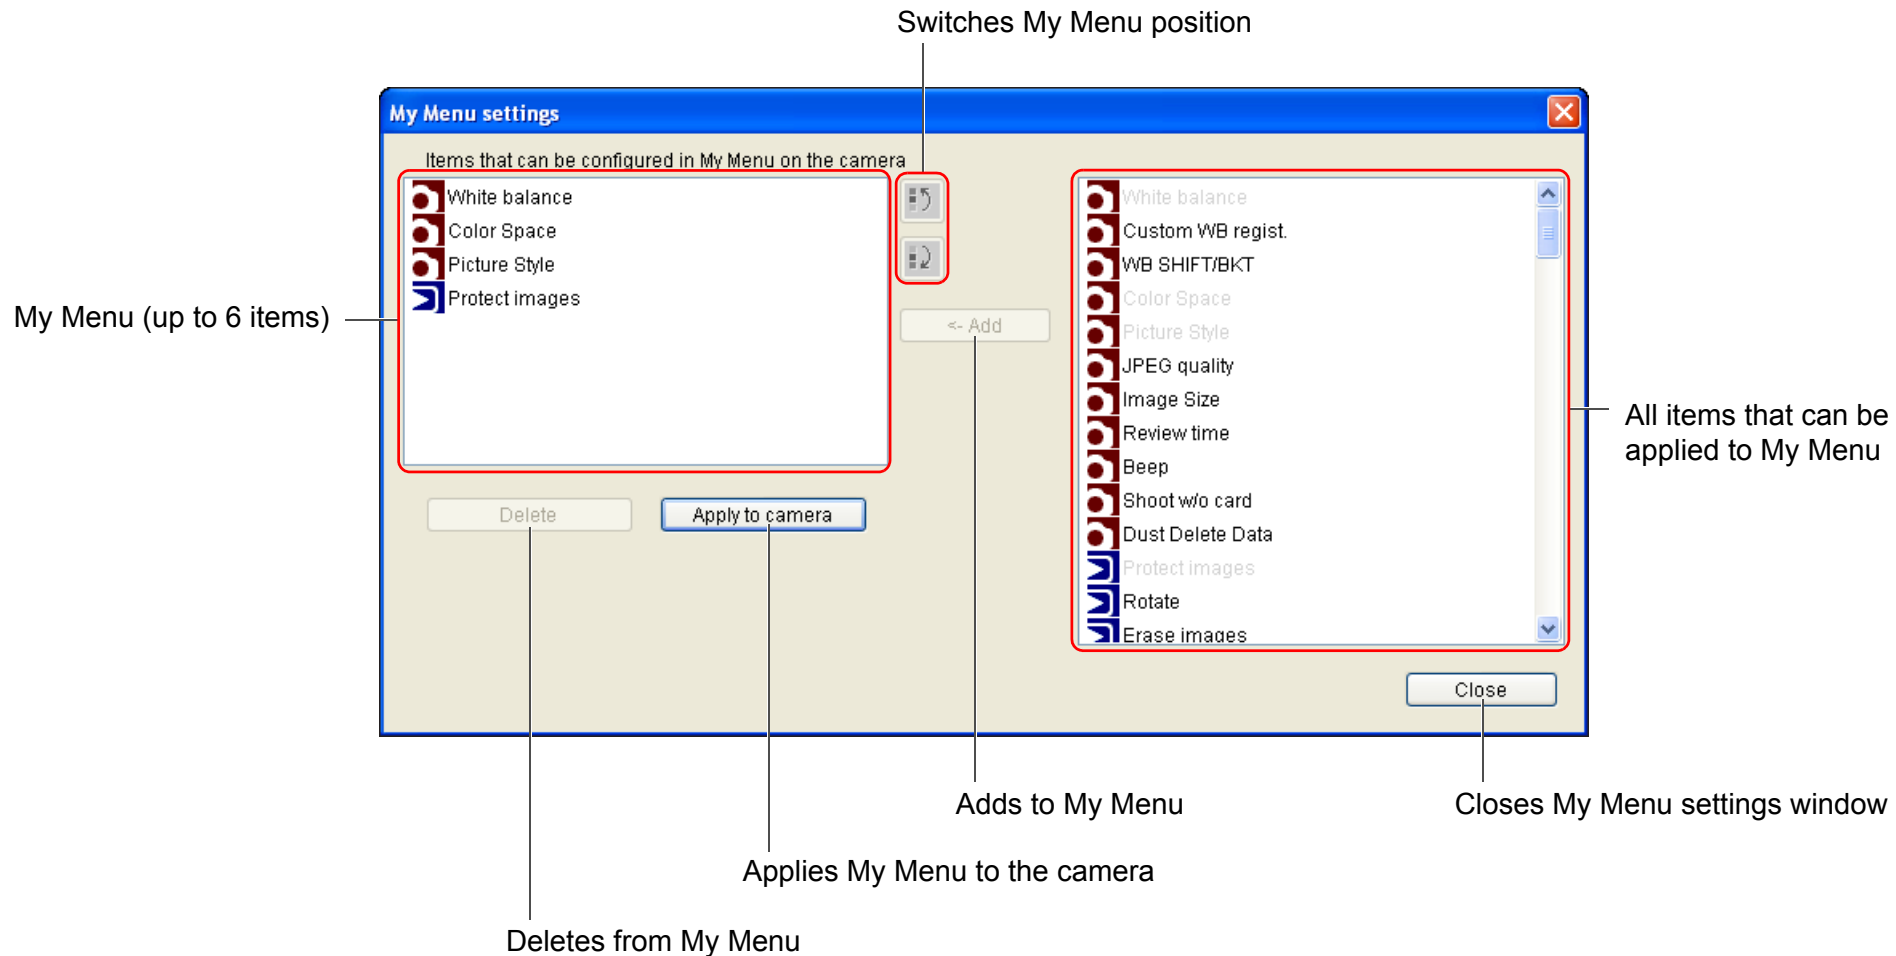 Switches My Menu position
My Menu settings
Items that can be configured in My Menu on the camera
White balance
Color Space
Picture Style
Protect images
My Menu (up to 6 items)
<- Add
White balance
Custom WB regist.
WB SHIFT/BKT
Color Space
Picture Style
JPEG quality
Image Size
Review time
Beep
Shoot w/o card
Dust Delete Data
Protect images
Rotate
Erase images
All items that can be
applied to My Menu
Delete
Apply to camera
Close
Adds to My Menu
Closes My Menu settings window
Applies My Menu to the camera
Deletes from My Menu